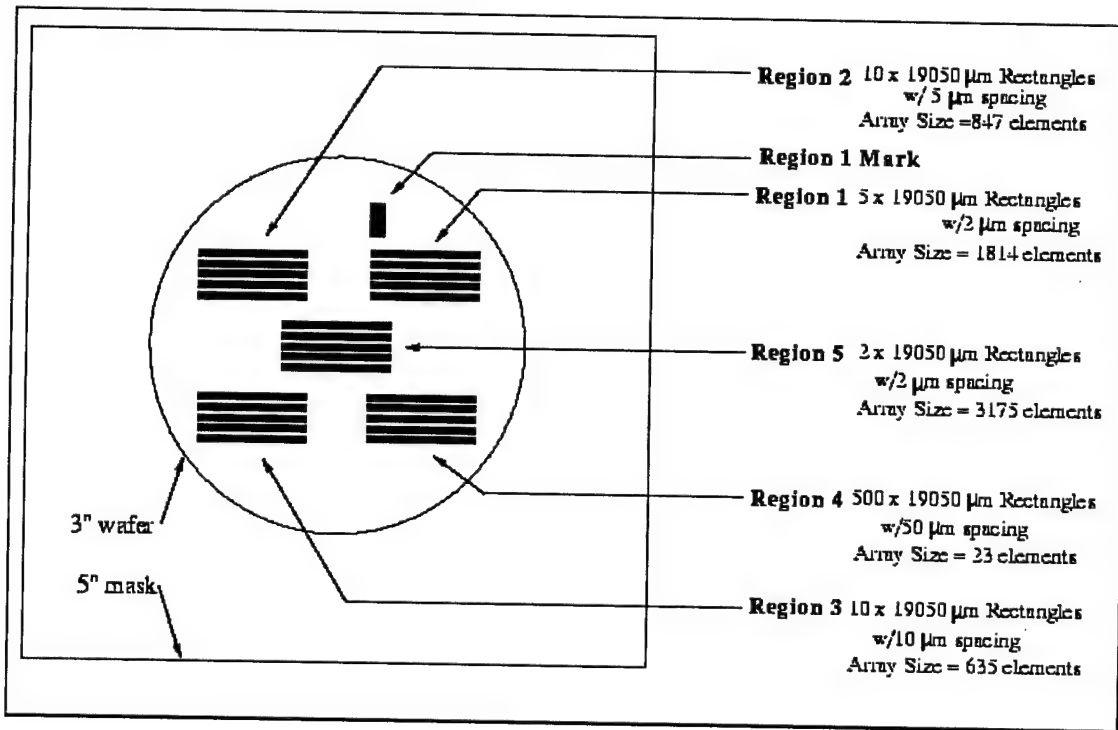 Region 2 10 x 19050 µm Rectangles
w/ 5 µm spacing
Array Size =847 elements
Region 1 Mark
Region 1 5 x 19050 µm Rectangles
w/2 µm spacing
Array Size = 1814 elements
Region 5 2 x 19050 µm Rectangles
w/2 µm spacing
Array Size = 3175 elements
Region 4 500 x 19050 µm Rectangles
w/50 µm spacing
Array Size = 23 elements
3" wafer
5" mask
Region 3 10 x 19050 µm Rectangles
w/10 µm spacing
Array Size = 635 elements